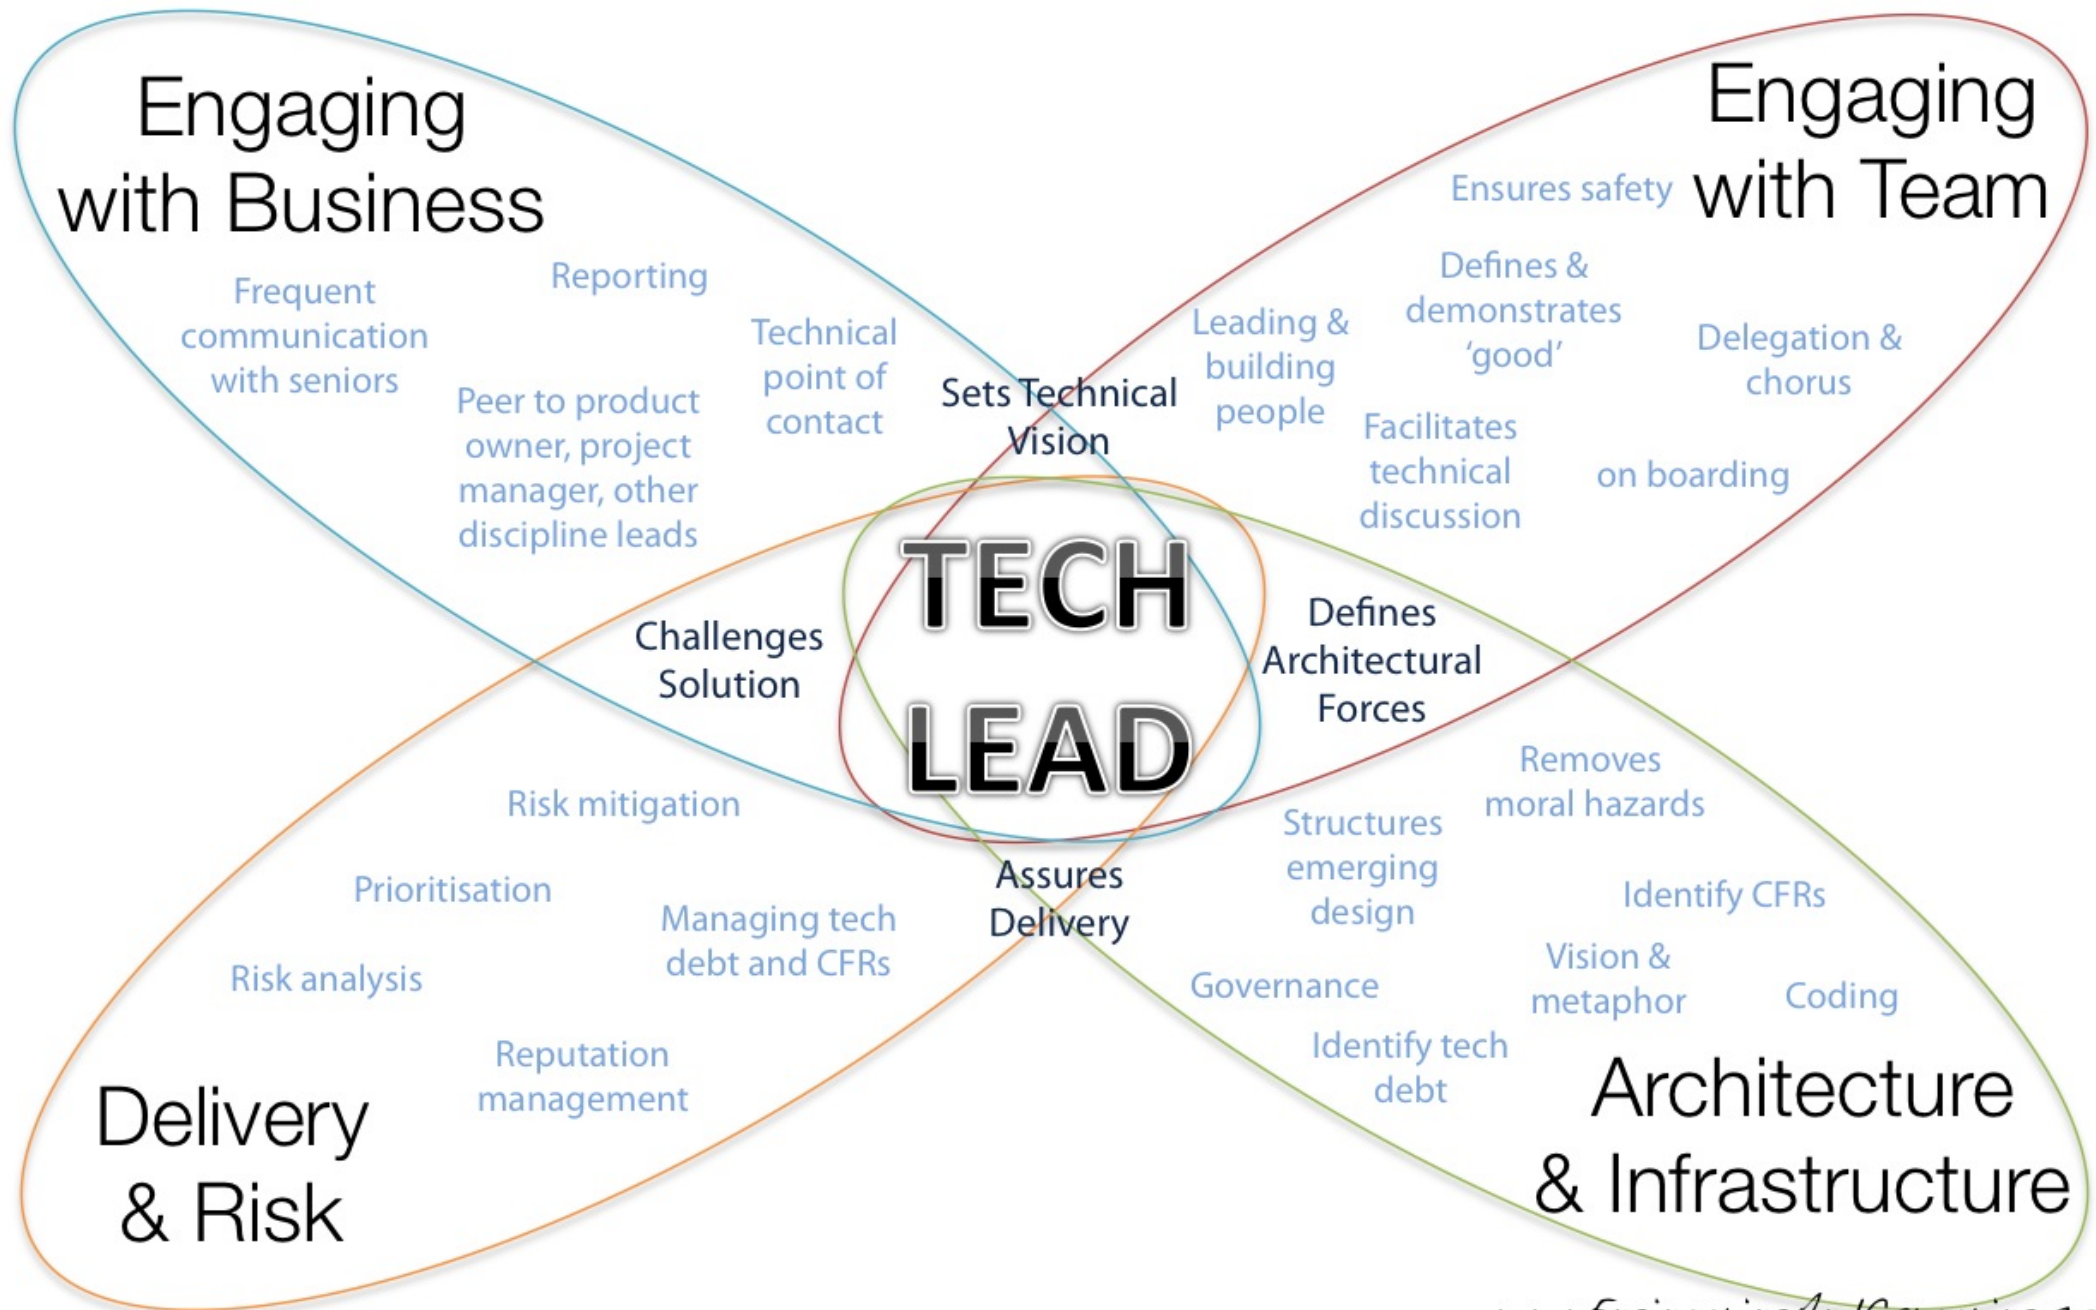 Engaging
with Business
Frequent
communication
with seniors
Reporting
Peer to product
owner, project
manager, other
discipline leads
Technical
point of
contact
Engaging
with Team
Ensures safety
Defines &
demonstrates
‘good’
Leading &
building
people
Delegation &
chorus
Facilitates
technical
discussion
on boarding
Sets Technical
Vision
TECH
LEAD
Challenges
Solution
Defines
Architectural
Forces
Assures
Delivery
Risk mitigation
Prioritisation
Managing tech
debt and CFRs
Risk analysis
Reputation
management
Delivery
& Risk
Removes
moral hazards
Structures
emerging
design
Identify CFRs
Vision &
metaphor
Governance
Coding
Identify tech
debt
Architecture
& Infrastructure